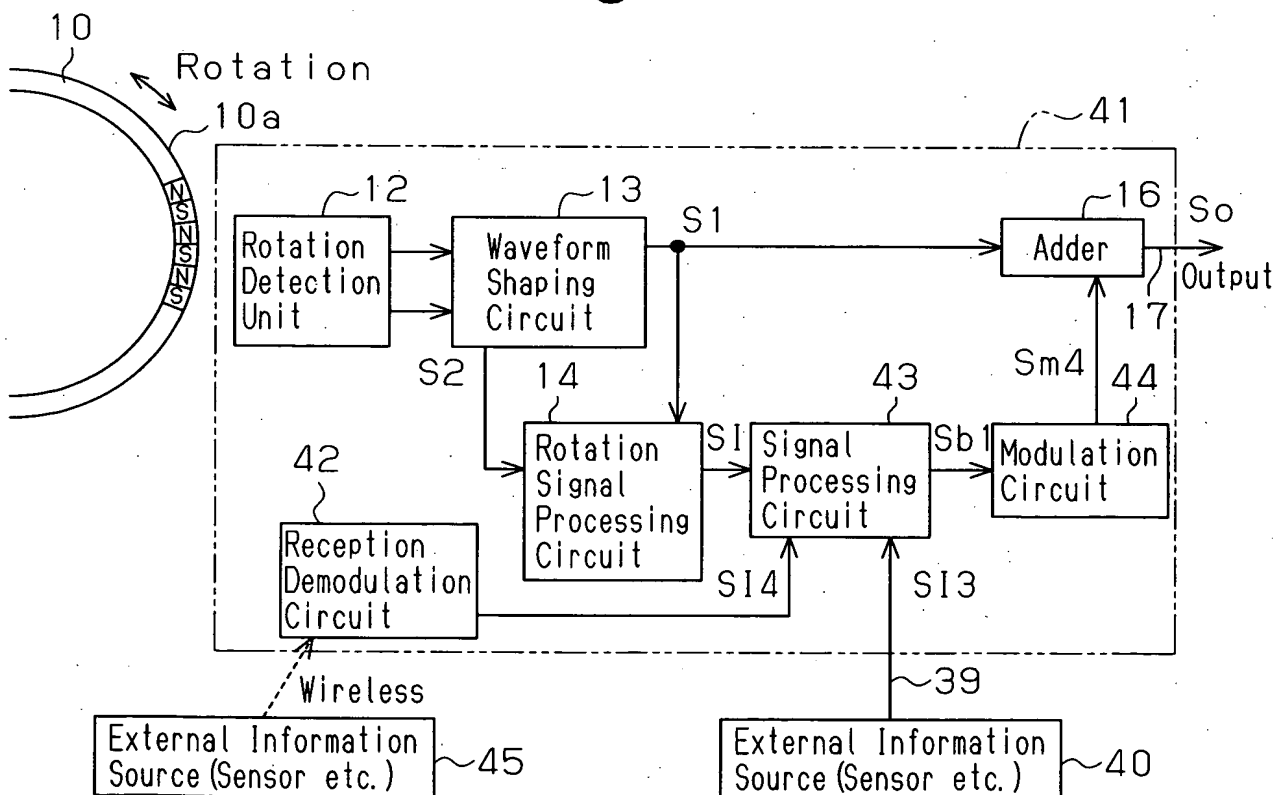 10
Rotation
10a
41
N
S
N
S
N
S
12
Rotation
Detection
Unit
13
Waveform
Shaping
Circuit
S1
16
Adder
So
Output
17
S2
14
Rotation
Signal
Processing
Circuit
SI
43
Signal
Processing
Circuit
Sb1
Sm4
44
Modulation
Circuit
42
Reception
Demodulation
Circuit
SI4
SI3
Wireless
39
External Information
Source(Sensor etc.)
45
External Information
Source(Sensor etc.)
40